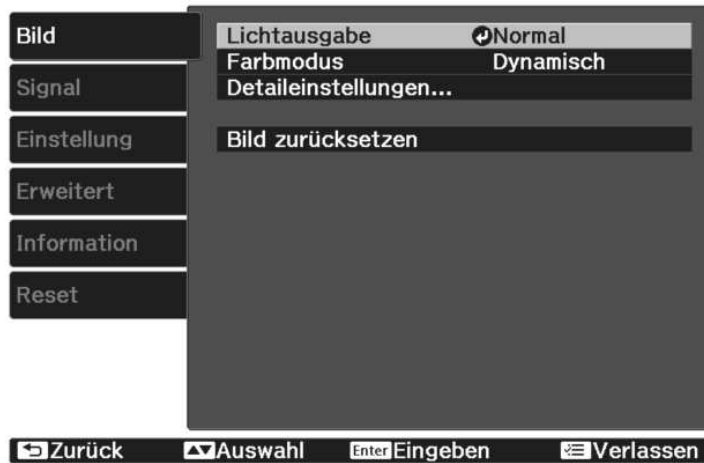 Bild
Signal
Einstellung
Erweitert
Information
Reset
Lichtausgabe Normal
Farbmodus Dynamisch
Detaileinstellungen...
Bild zurücksetzen
Zurück Auswahl Enter Eingeben Verlassen